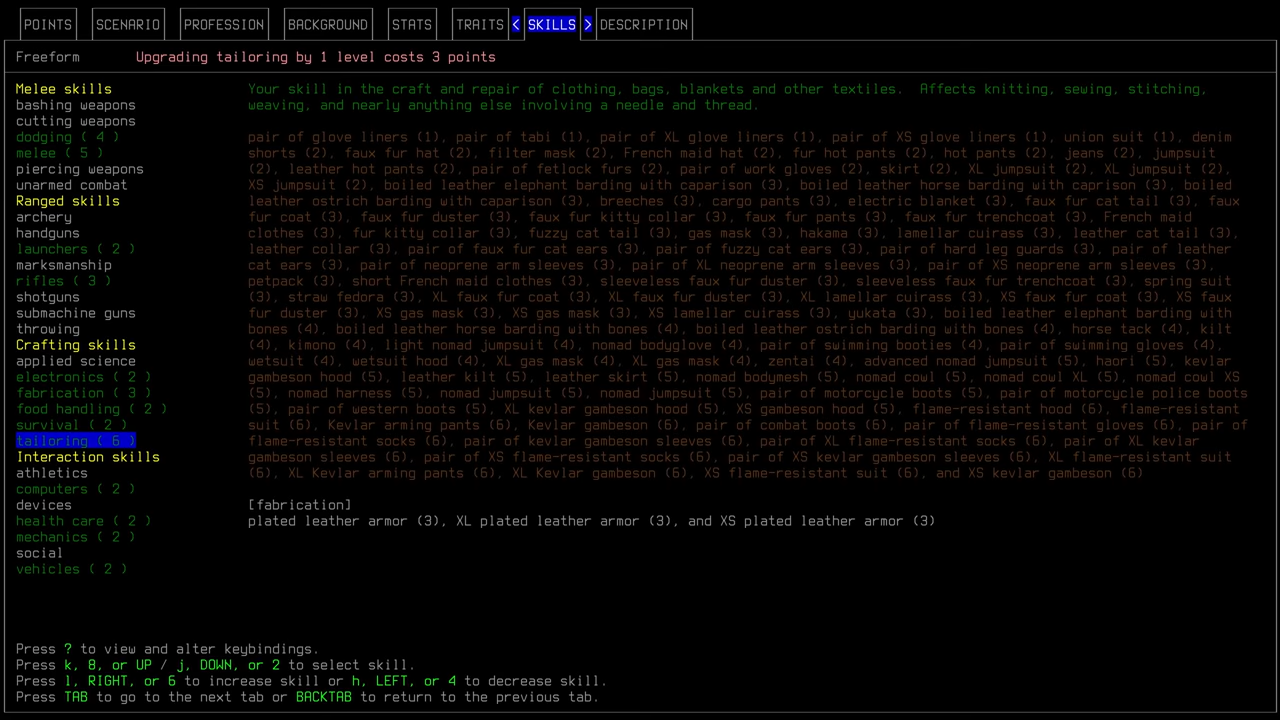 POINTS SCENARIO PROFESSION BACKGROUND STATS TRAITS < SKILLS > DESCRIPTION
Freeform Upgrading tailoring by 1 level costs 3 points
Melee skills
bashing weapons
cutting weapons
dodging ( 4 )
melee ( 5 )
piercing weapons
unarmed combat
Ranged skills
archery
handguns
launchers ( 2 )
marksmanship
rifles ( 3 )
shotguns
submachine guns
throwing
Crafting skills
applied science
electronics ( 2 )
fabrication ( 3 )
food handling ( 2 )
survival ( 2 )
tailoring ( 6 )
Interaction skills
athletics
computers ( 2 )
devices
health care ( 2 )
mechanics ( 2 )
social
vehicles ( 2 )
Your skill in the craft and repair of clothing, bags, blankets and other textiles.  Affects knitting, sewing, stitching,
weaving, and nearly anything else involving a needle and thread.
pair of glove liners (1), pair of tabi (1), pair of XL glove liners (1), pair of XS glove liners (1), union suit (1), denim
shorts (2), faux fur hat (2), filter mask (2), French maid hat (2), fur hot pants (2), hot pants (2), jeans (2), jumpsuit
(2), leather hot pants (2), pair of fetlock furs (2), pair of work gloves (2), skirt (2), XL jumpsuit (2), XL jumpsuit (2),
XS jumpsuit (2), boiled leather elephant barding with caparison (3), boiled leather horse barding with caprison (3), boiled
leather ostrich barding with caparison (3), breeches (3), cargo pants (3), electric blanket (3), faux fur cat tail (3), faux
fur coat (3), faux fur duster (3), faux fur kitty collar (3), faux fur pants (3), faux fur trenchcoat (3), French maid
clothes (3), fur kitty collar (3), fuzzy cat tail (3), gas mask (3), hakama (3), lamellar cuirass (3), leather cat tail (3),
leather collar (3), pair of faux fur cat ears (3), pair of fuzzy cat ears (3), pair of hard leg guards (3), pair of leather
cat ears (3), pair of neoprene arm sleeves (3), pair of XL neoprene arm sleeves (3), pair of XS neoprene arm sleeves (3),
petpack (3), short French maid clothes (3), sleeveless faux fur duster (3), sleeveless faux fur trenchcoat (3), spring suit
(3), straw fedora (3), XL faux fur coat (3), XL faux fur duster (3), XL lamellar cuirass (3), XS faux fur coat (3), XS faux
fur duster (3), XS gas mask (3), XS gas mask (3), XS lamellar cuirass (3), yukata (3), boiled leather elephant barding with
bones (4), boiled leather horse barding with bones (4), boiled leather ostrich barding with bones (4), horse tack (4), kilt
(4), kimono (4), light nomad jumpsuit (4), nomad bodyglove (4), pair of swimming booties (4), pair of swimming gloves (4),
wetsuit (4), wetsuit hood (4), XL gas mask (4), XL gas mask (4), zentai (4), advanced nomad jumpsuit (5), haori (5), kevlar
gambeson hood (5), leather kilt (5), leather skirt (5), nomad bodymesh (5), nomad cowl (5), nomad cowl XL (5), nomad cowl XS
(5), nomad harness (5), nomad jumpsuit (5), nomad jumpsuit (5), pair of motorcycle boots (5), pair of motorcycle police boots
(5), pair of western boots (5), XL kevlar gambeson hood (5), XS gambeson hood (5), flame-resistant hood (6), flame-resistant
suit (6), Kevlar arming pants (6), Kevlar gambeson (6), pair of combat boots (6), pair of flame-resistant gloves (6), pair of
flame-resistant socks (6), pair of kevlar gambeson sleeves (6), pair of XL flame-resistant socks (6), pair of XL kevlar
gambeson sleeves (6), pair of XS flame-resistant socks (6), pair of XS kevlar gambeson sleeves (6), XL flame-resistant suit
(6), XL Kevlar arming pants (6), XL Kevlar gambeson (6), XS flame-resistant suit (6), and XS kevlar gambeson (6)
[fabrication]
plated leather armor (3), XL plated leather armor (3), and XS plated leather armor (3)
Press ? to view and alter keybindings.
Press k, 8, or UP / j, DOWN, or 2 to select skill.
Press l, RIGHT, or 6 to increase skill or h, LEFT, or 4 to decrease skill.
Press TAB to go to the next tab or BACKTAB to return to the previous tab.